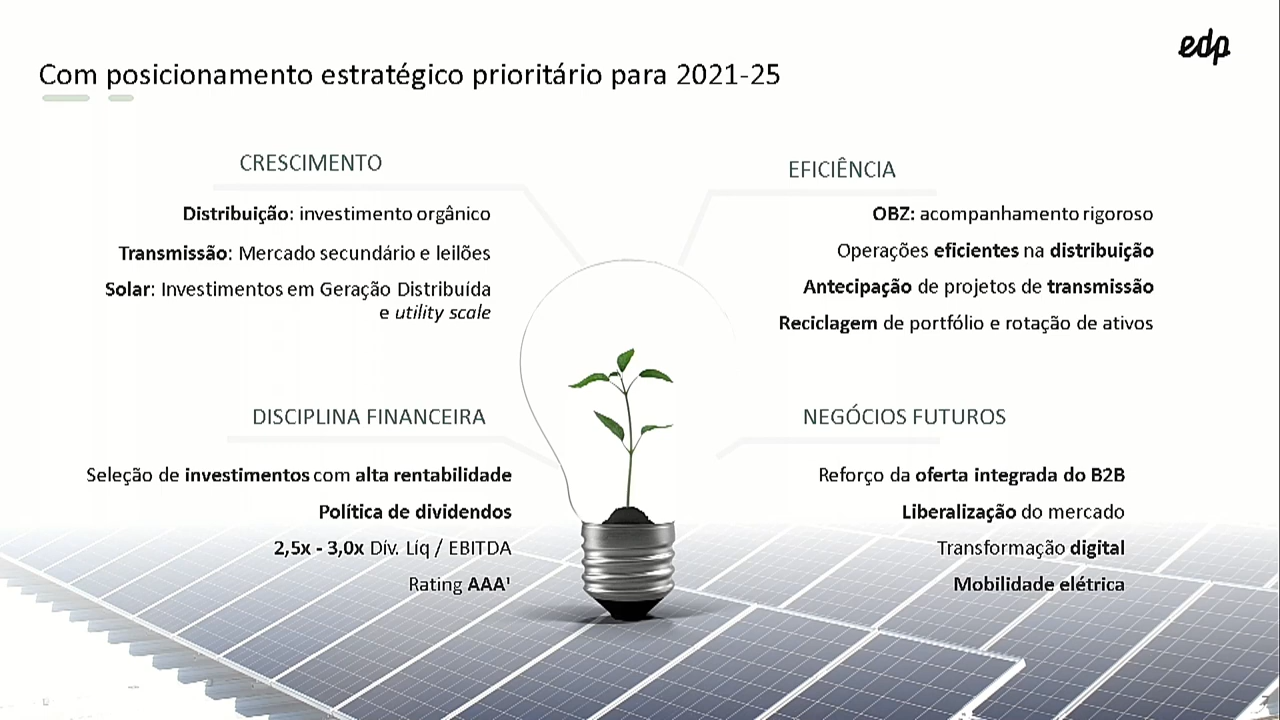 edp
Com posicionamento estratégico prioritário para 2021-25
CRESCIMENTO
Distribuição: investimento orgânico
Transmissão: Mercado secundário e leilões
Solar: Investimentos em Geração Distribuída
e utility scale
EFICIÊNCIA
OBZ: acompanhamento rigoroso
Operações eficientes na distribuição
Antecipação de projetos de transmissão
Reciclagem de portfólio e rotação de ativos
DISCIPLINA FINANCEIRA
Seleção de investimentos com alta rentabilidade
Política de dividendos
2,5x - 3,0x Dív. Líq / EBITDA
Rating AAA¹
NEGÓCIOS FUTUROS
Reforço da oferta integrada do B2B
Liberalização do mercado
Transformação digital
Mobilidade elétrica